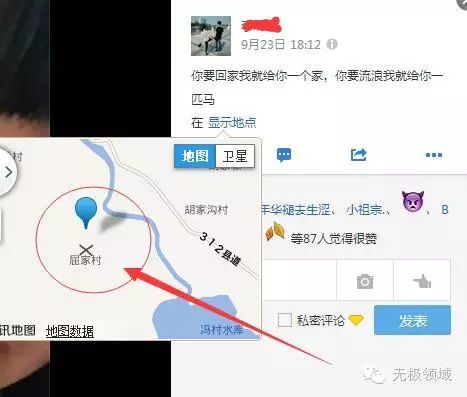 9月23日 18:12
你要回家我就给你一个家，你要流浪我就给你一
匹马
在 显示地点
地图 卫星
胡家沟村
312县道
屈家村
冯村水库
讯地图 地图数据
年华褪去生涩、 小祖宗、 B
等87人觉得很赞
私密评论
发表
无极领域